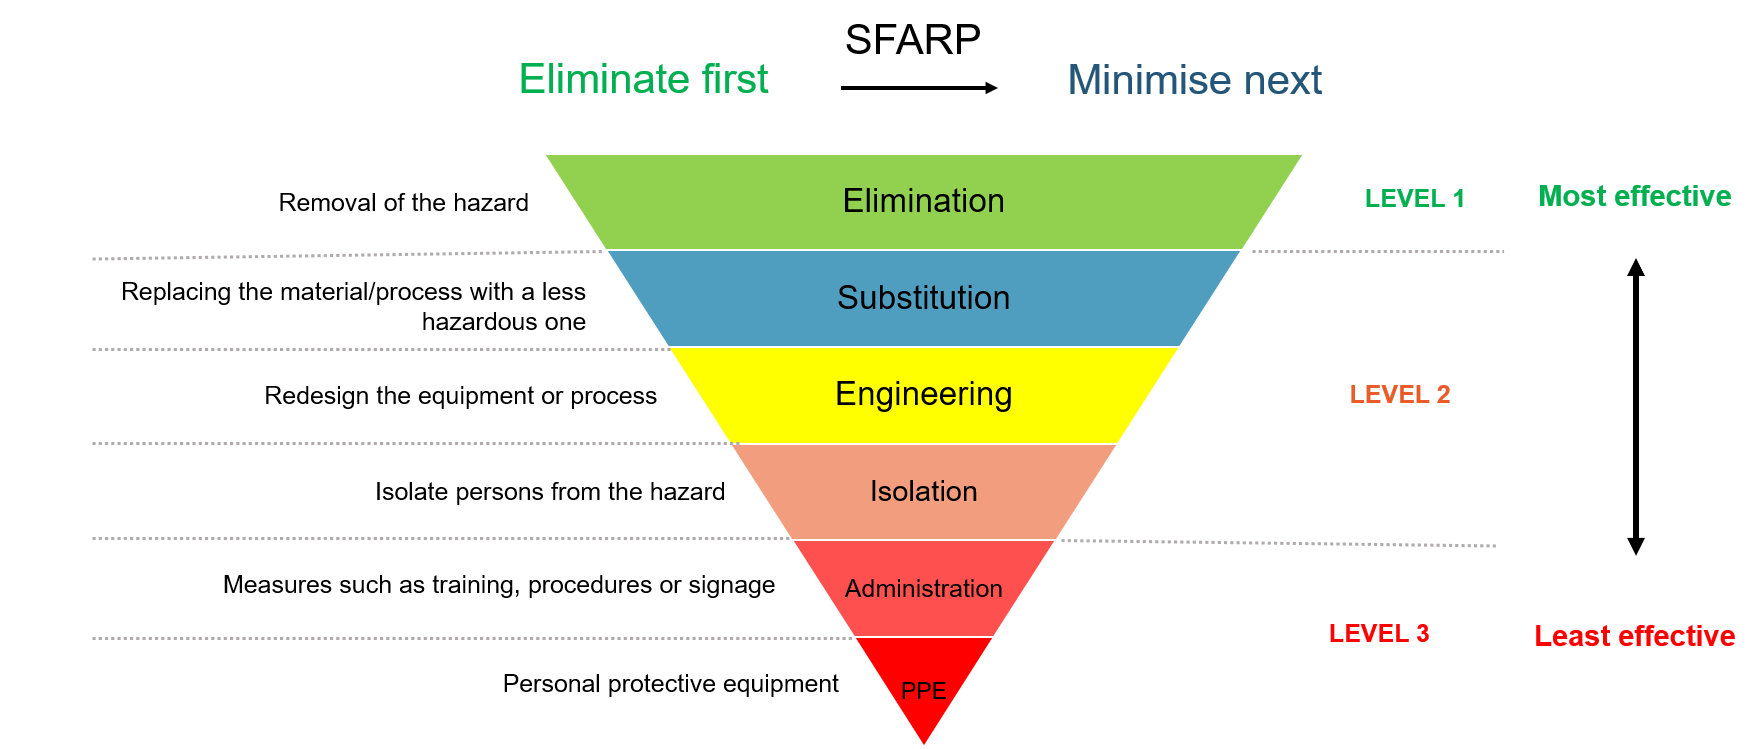 SFARP
Eliminate first
Minimise next
Removal of the hazard
Elimination
LEVEL 1
Most effective
Replacing the material/process with a less
hazardous one
Substitution
Redesign the equipment or process
Engineering
LEVEL 2
Isolate persons from the hazard
Isolation
Measures such as training, procedures or signage
Administration
LEVEL 3
Least effective
Personal protective equipment
PPE